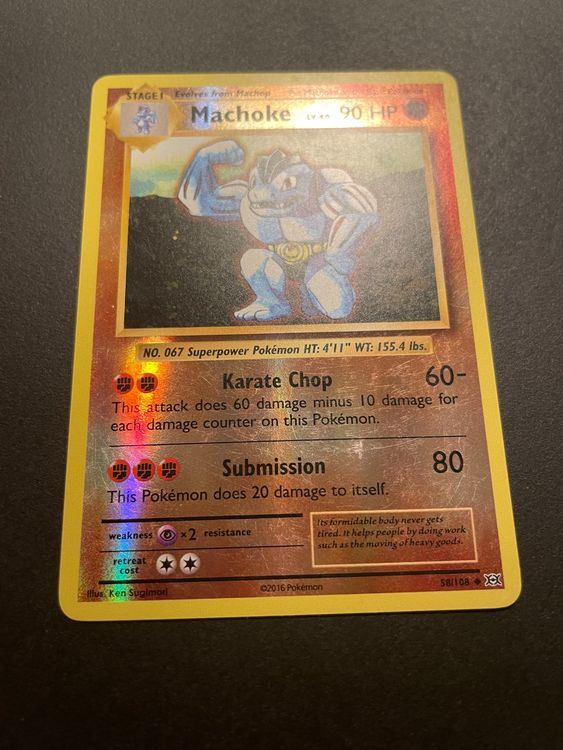 STAGE 1 Evolves from Machop
Machoke 90 HP
NO. 067 Superpower Pokémon HT: 4'11" WT: 155.4 lbs.
Karate Chop 60-
This attack does 60 damage minus 10 damage for
each damage counter on this Pokémon.
Submission 80
This Pokémon does 20 damage to itself.
weakness ×2 resistance
retreat
cost
Its formidable body never gets
tired. It helps people by doing work
such as the moving of heavy goods.
Illus. Ken Sugimori
©2016 Pokémon
58/108